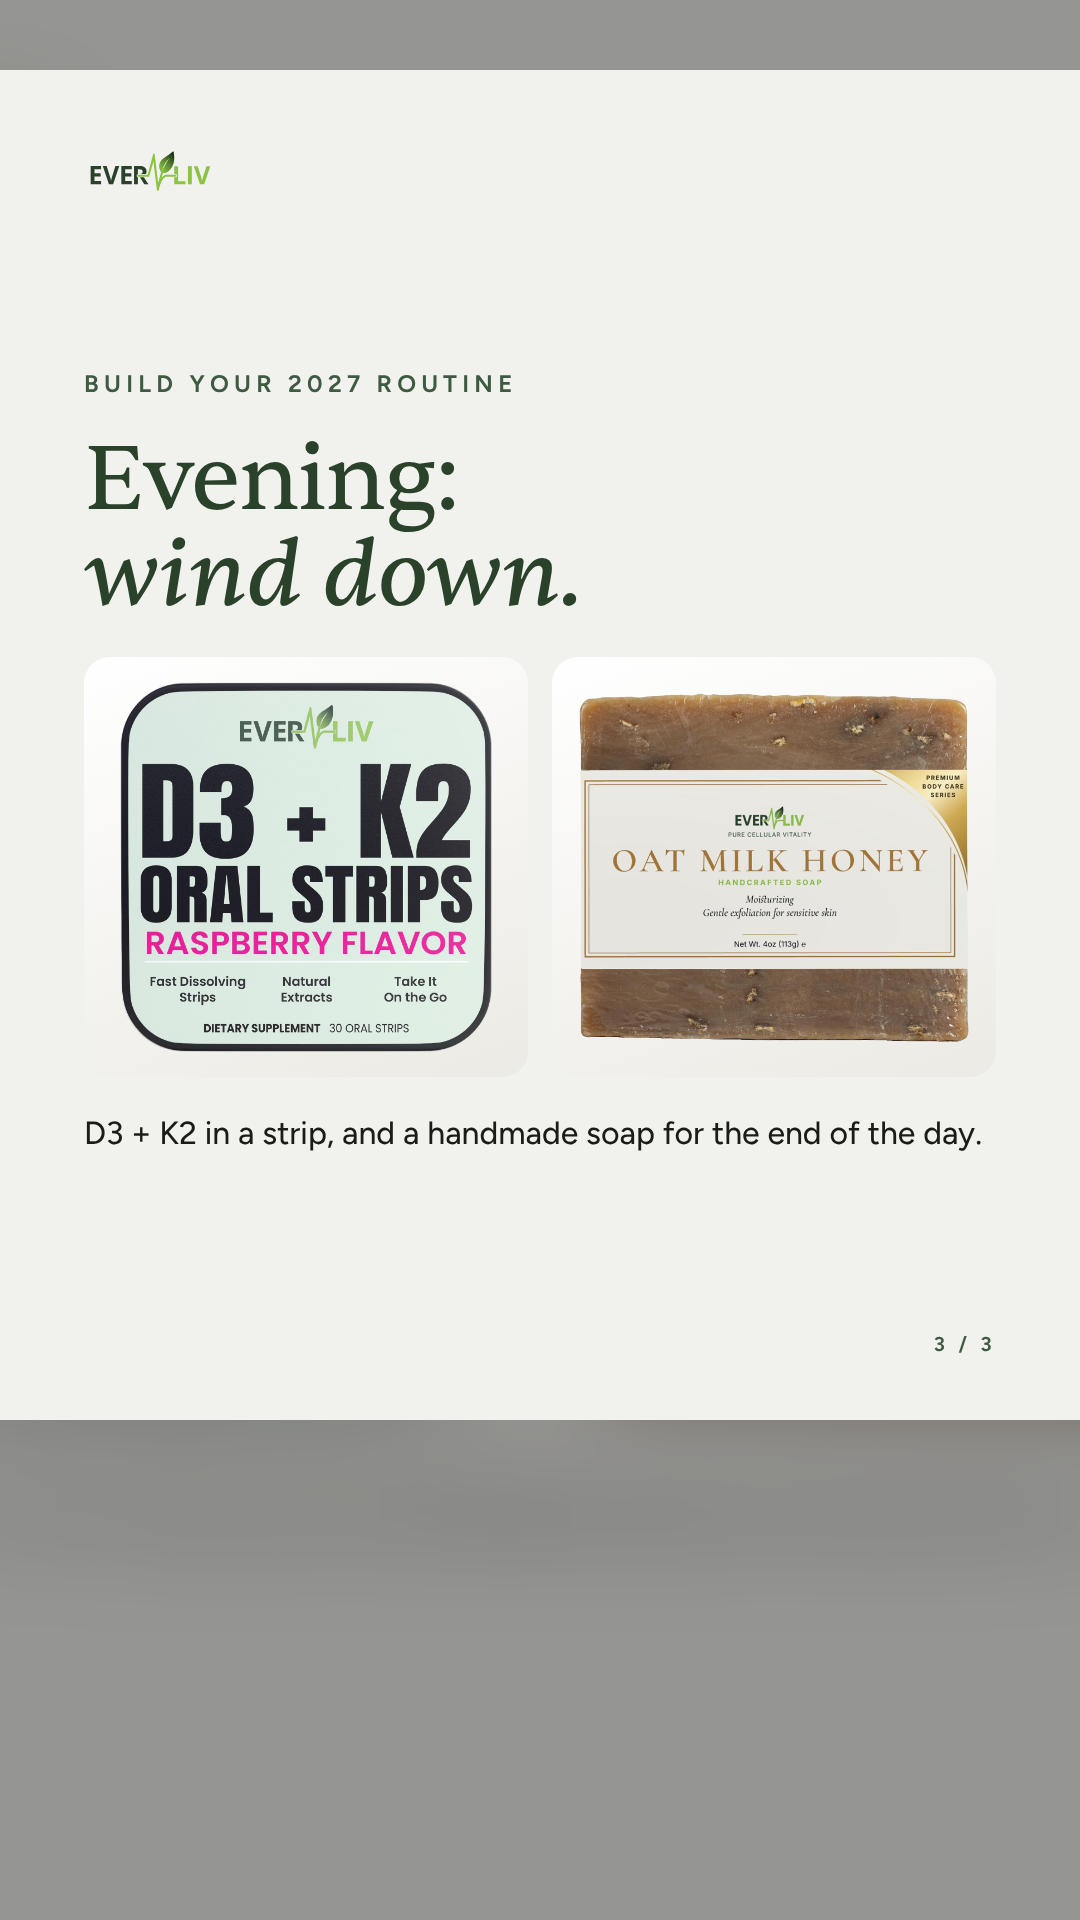 EVERLIV
BUILD YOUR 2027 ROUTINE
Evening:
wind down.
EVERLIV
D3 + K2
ORAL STRIPS
RASPBERRY FLAVOR
Fast Dissolving Strips
Natural Extracts
Take It On the Go
DIETARY SUPPLEMENT 30 ORAL STRIPS
PREMIUM
BODY CARE
SERIES
EVERLIV
PURE CELLULAR VITALITY
OAT MILK HONEY
HANDCRAFTED SOAP
Moisturizing
Gentle exfoliation for sensitive skin
Net Wt. 4oz (113g) e
D3 + K2 in a strip, and a handmade soap for the end of the day.
3 / 3